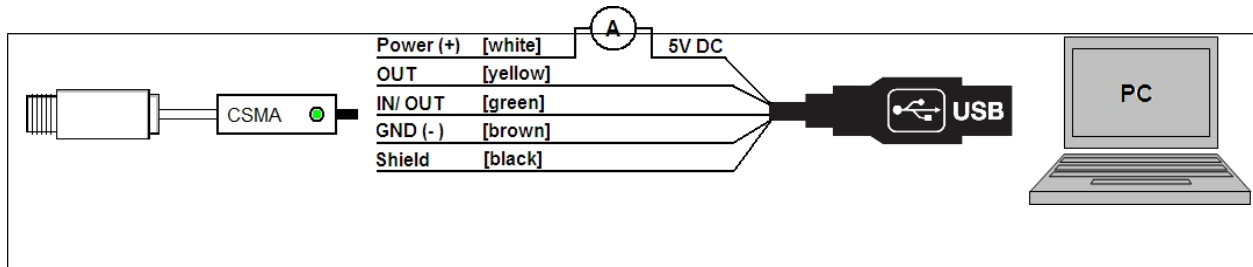 A
Power (+) [white] 5V DC
OUT [yellow]
IN/ OUT [green]
GND (-) [brown]
Shield [black]
CSMA
USB
PC